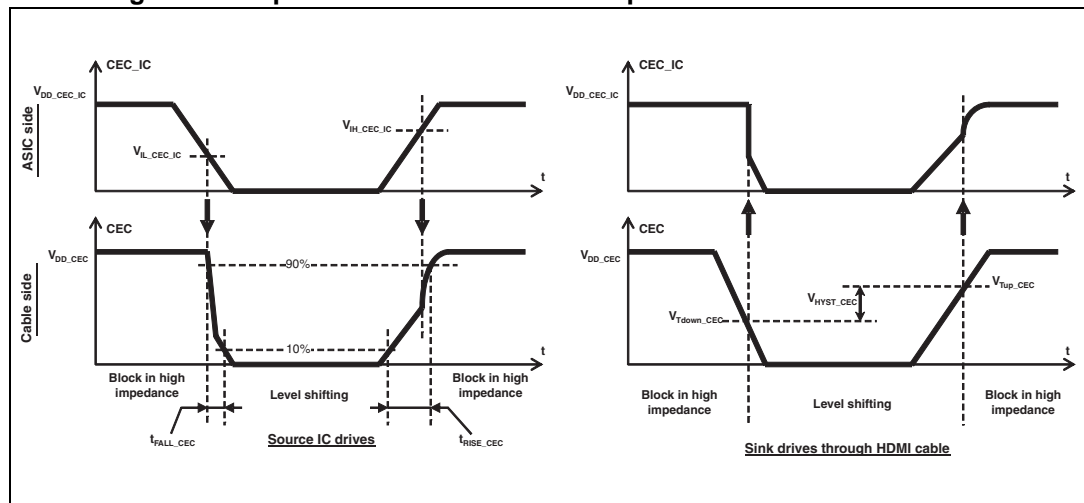 CEC_IC
VDD_CEC_IC
ASIC side
VIL_CEC_IC
VIH_CEC_IC
t
CEC
VDD_CEC
Cable side
90%
10%
t
Block in high impedance
Level shifting
Block in high impedance
tFALL_CEC
Source IC drives
tRISE_CEC
CEC_IC
VDD_CEC_IC
t
CEC
VDD_CEC
VTdown_CEC
VHYST_CEC
VTup_CEC
t
Block in high impedance
Level shifting
Block in high impedance
Sink drives through HDMI cable